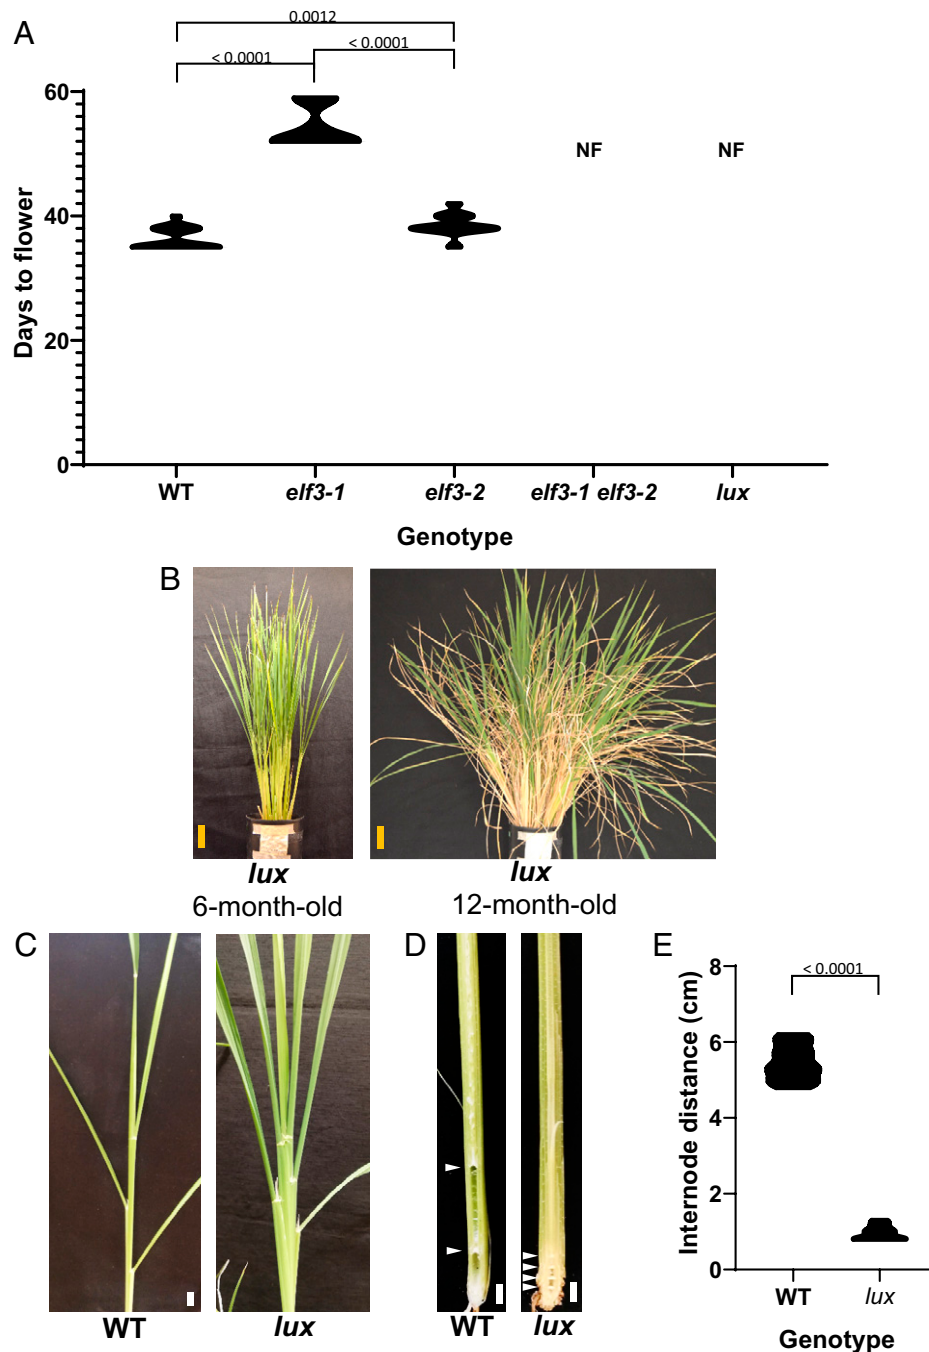 A
0.0012
< 0.0001
< 0.0001
60
40
20
0
Days to flower
NF
NF
WT
elf3-1
elf3-2
elf3-1 elf3-2
lux
Genotype
B
lux
6-month-old
lux
12-month-old
C
WT
lux
D
WT
lux
E
< 0.0001
8
6
4
2
0
Internode distance (cm)
WT
lux
Genotype